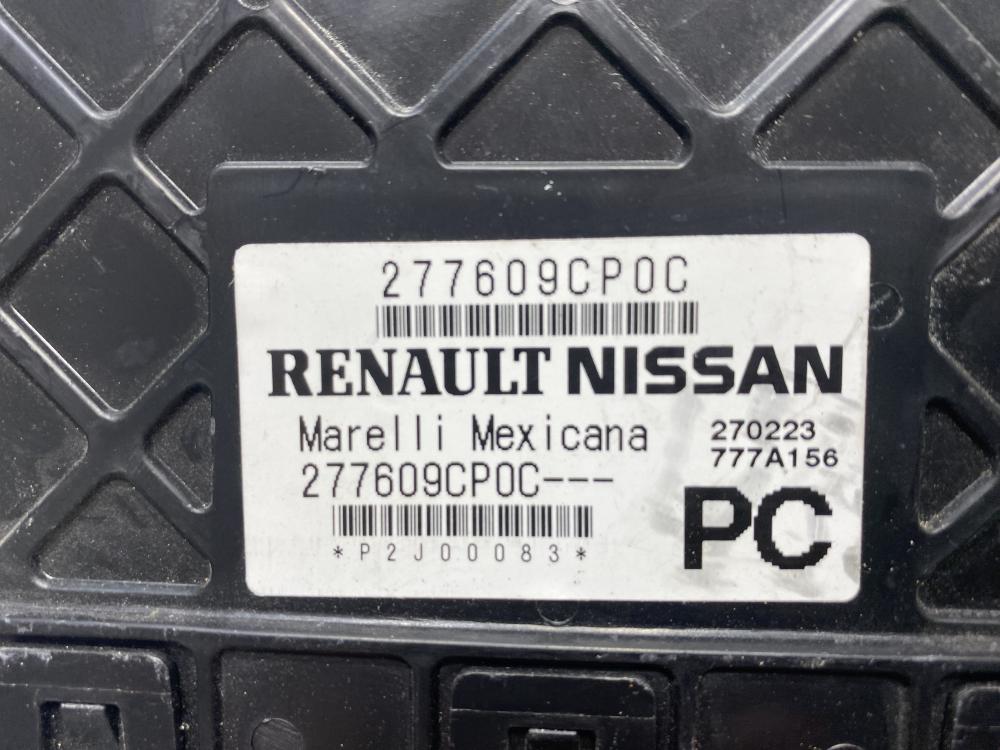 277609CP0C
RENAULT NISSAN
Marelli Mexicana
270223
277609CP0C---
777A156
*P2J00083*
PC